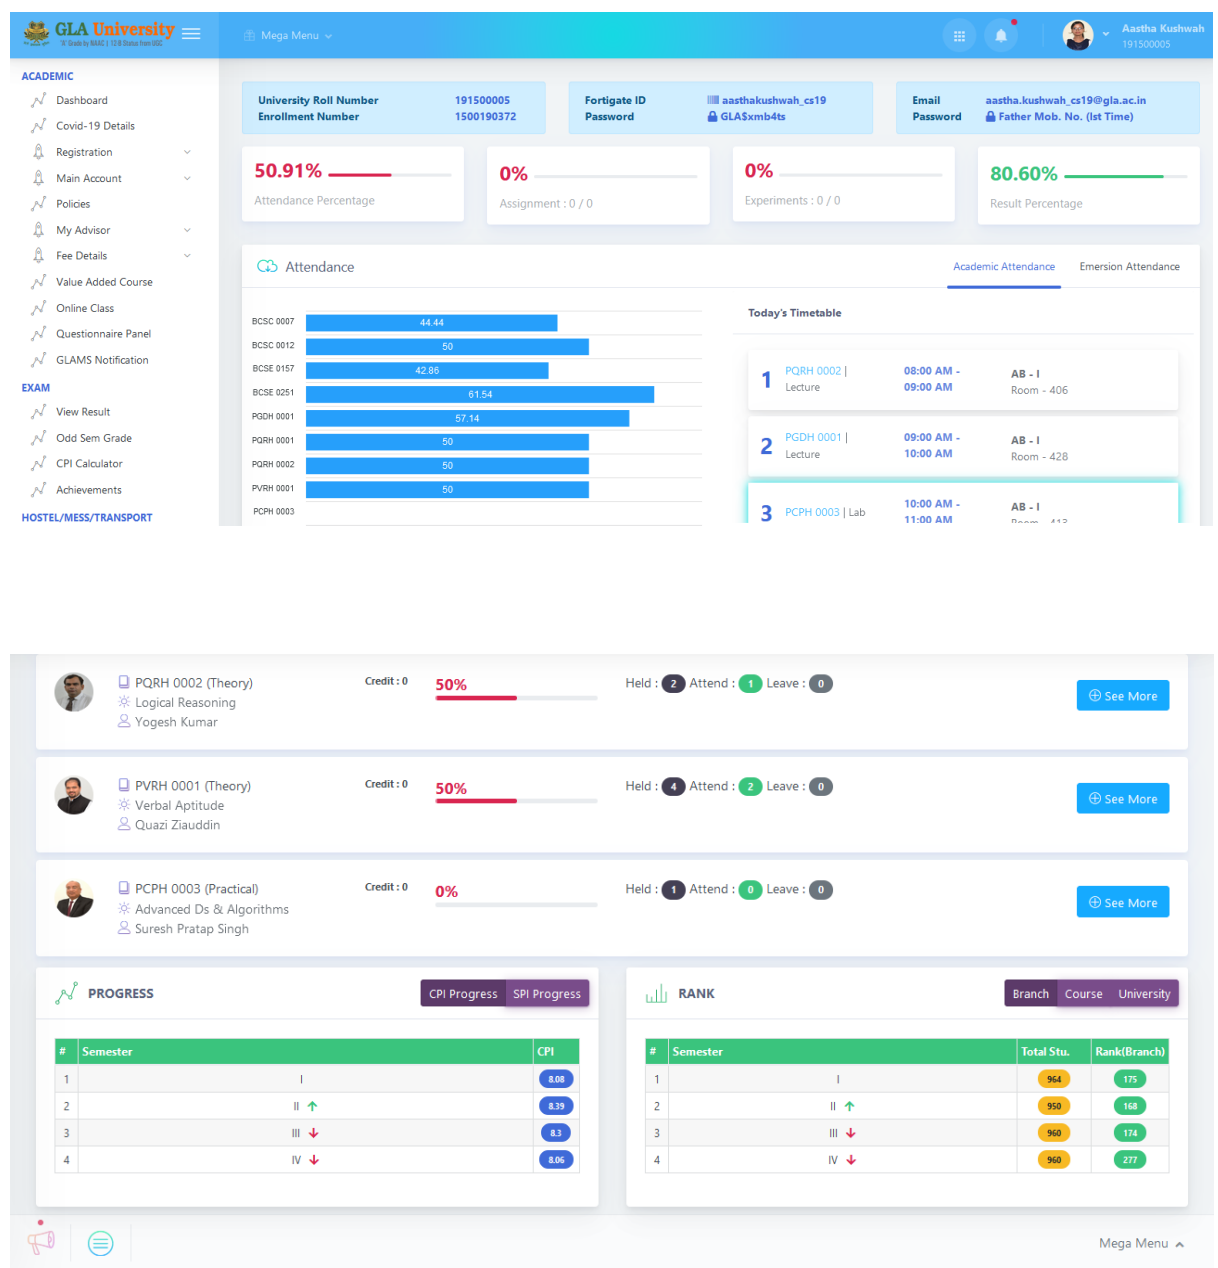 GLA University
'A' Grade by NAAC | 12-B Status from UGC
Mega Menu
Aastha Kushwah
191500005
ACADEMIC
Dashboard
Covid-19 Details
Registration
Main Account
Policies
My Advisor
Fee Details
Value Added Course
Online Class
Questionnaire Panel
GLAMS Notification
EXAM
View Result
Odd Sem Grade
CPI Calculator
Achievements
HOSTEL/MESS/TRANSPORT
University Roll Number 191500005
Enrollment Number 1500190372
Fortigate ID aasthakushwah_cs19
Password GLA$xmb4ts
Email aastha.kushwah_cs19@gla.ac.in
Password Father Mob. No. (Ist Time)
50.91%
Attendance Percentage
0%
Assignment : 0 / 0
0%
Experiments : 0 / 0
80.60%
Result Percentage
Attendance
Academic Attendance Emersion Attendance
BCSC 0007 44.44
BCSC 0012 50
BCSE 0157 42.86
BCSE 0251 61.54
PGDH 0001 57.14
PQRH 0001 50
PQRH 0002 50
PVRH 0001 50
PCPH 0003
Today's Timetable
1 PQRH 0002 | Lecture 08:00 AM - 09:00 AM AB - I Room - 406
2 PGDH 0001 | Lecture 09:00 AM - 10:00 AM AB - I Room - 428
3 PCPH 0003 | Lab 10:00 AM - 11:00 AM AB - I Room - 413
PQRH 0002 (Theory) Credit : 0 50% Held : 2 Attend : 1 Leave : 0 See More
Logical Reasoning
Yogesh Kumar
PVRH 0001 (Theory) Credit : 0 50% Held : 4 Attend : 2 Leave : 0 See More
Verbal Aptitude
Quazi Ziauddin
PCPH 0003 (Practical) Credit : 0 0% Held : 1 Attend : 0 Leave : 0 See More
Advanced Ds & Algorithms
Suresh Pratap Singh
PROGRESS CPI Progress SPI Progress
# Semester CPI
1 I 8.08
2 II 8.39
3 III 8.3
4 IV 8.06
RANK Branch Course University
# Semester Total Stu. Rank(Branch)
1 I 964 175
2 II 950 168
3 III 960 174
4 IV 960 277
Mega Menu